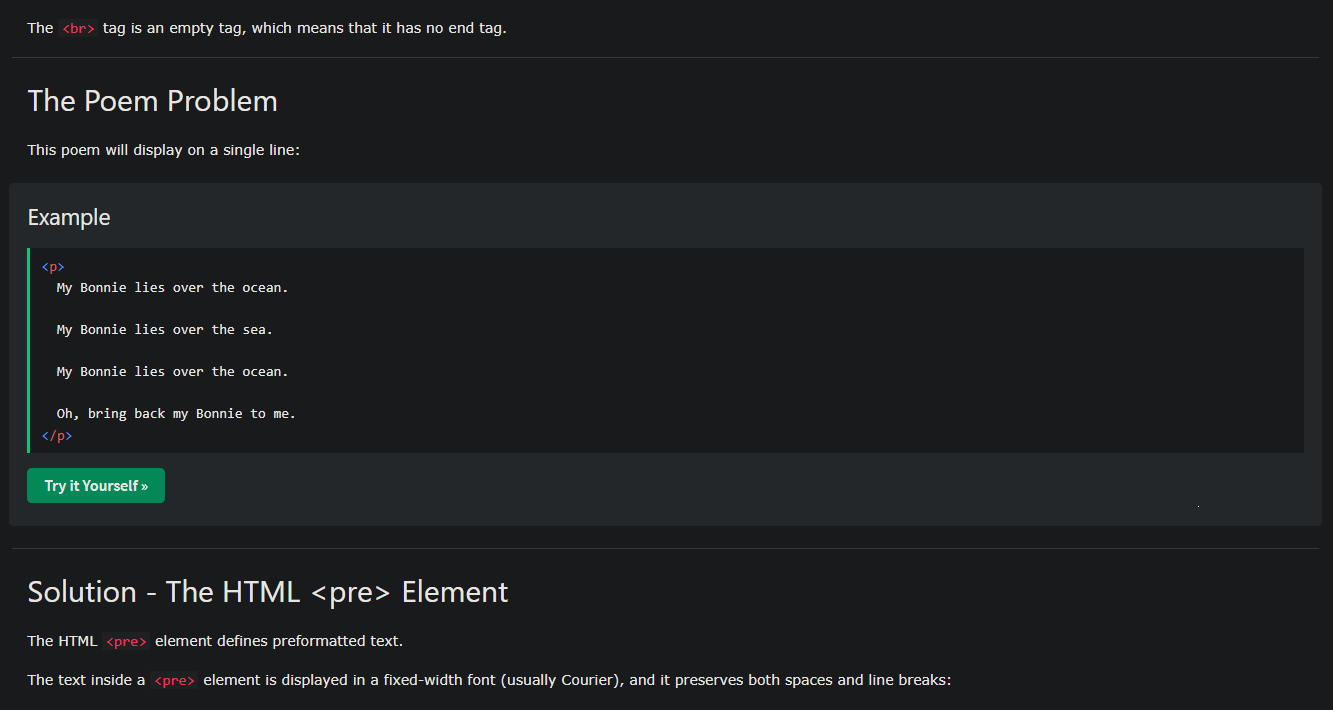 The <br> tag is an empty tag, which means that it has no end tag.
The Poem Problem
This poem will display on a single line:
Example
<p>
My Bonnie lies over the ocean.
My Bonnie lies over the sea.
My Bonnie lies over the ocean.
Oh, bring back my Bonnie to me.
</p>
Try it Yourself »
Solution - The HTML <pre> Element
The HTML <pre> element defines preformatted text.
The text inside a <pre> element is displayed in a fixed-width font (usually Courier), and it preserves both spaces and line breaks: